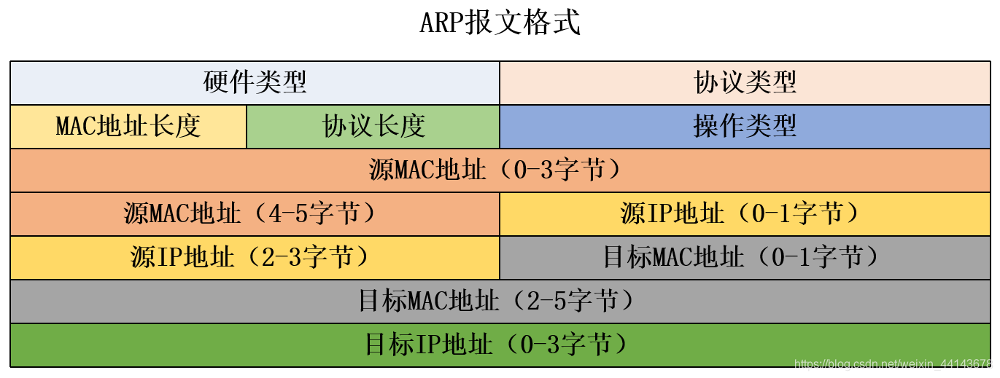 ARP报文格式
硬件类型 协议类型
MAC地址长度 协议长度 操作类型
源MAC地址（0-3字节）
源MAC地址（4-5字节） 源IP地址（0-1字节）
源IP地址（2-3字节） 目标MAC地址（0-1字节）
目标MAC地址（2-5字节）
目标IP地址（0-3字节）
https://blog.csdn.net/weixin_44143678